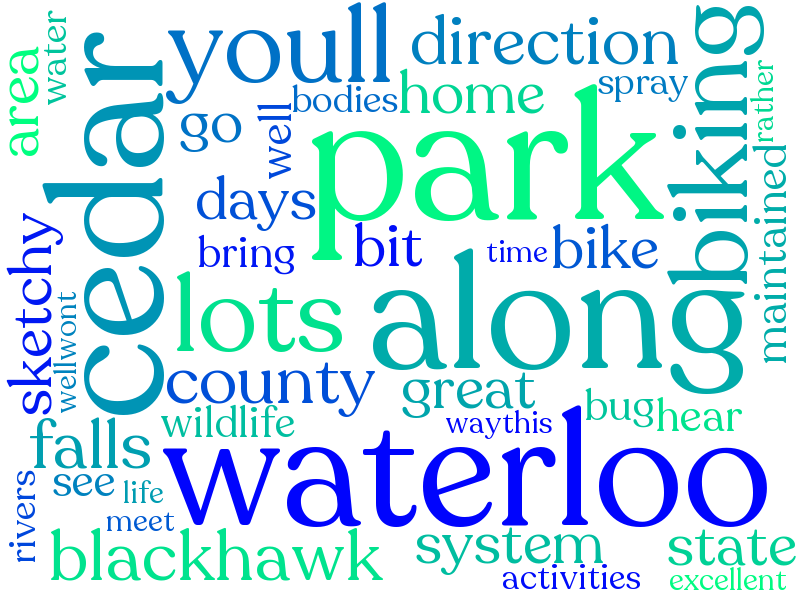 water
area
cedar
youll
direction
biking
spray
rather
bodies
home
go
well
park
days
maintained
bring
bit
time
bike
sketchy
wellwont
lots
along
county
great
bug
hear
wildlife
waythis
falls
waterloo
see
life
meet
rivers
blackhawk
system
state
activities
excellent